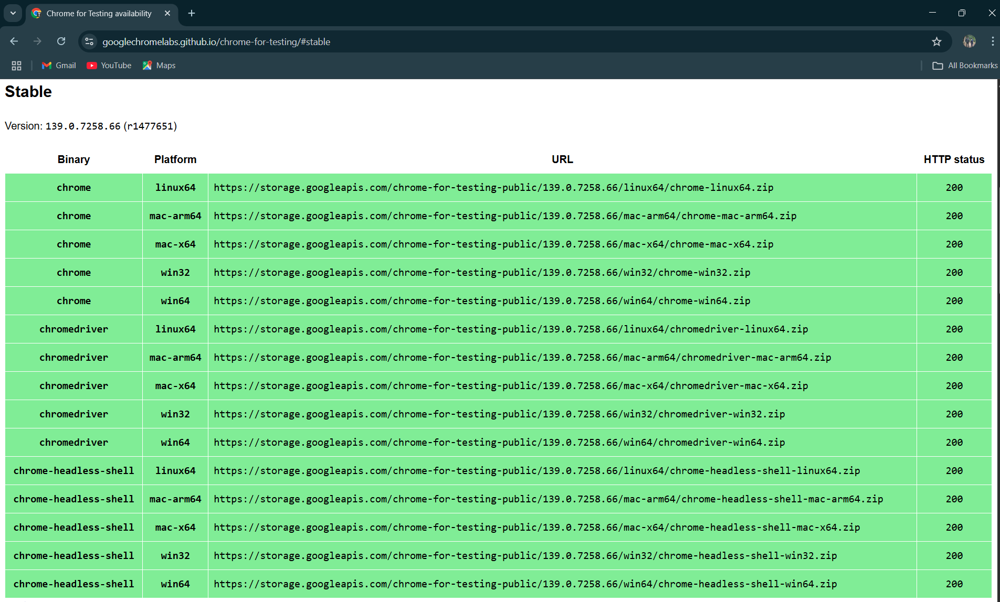 Chrome for Testing availability
googlechromelabs.github.io/chrome-for-testing/#stable
Gmail YouTube Maps All Bookmarks
Stable
Version: 139.0.7258.66 (r1477651)
Binary Platform URL HTTP status
chrome linux64 https://storage.googleapis.com/chrome-for-testing-public/139.0.7258.66/linux64/chrome-linux64.zip 200
chrome mac-arm64 https://storage.googleapis.com/chrome-for-testing-public/139.0.7258.66/mac-arm64/chrome-mac-arm64.zip 200
chrome mac-x64 https://storage.googleapis.com/chrome-for-testing-public/139.0.7258.66/mac-x64/chrome-mac-x64.zip 200
chrome win32 https://storage.googleapis.com/chrome-for-testing-public/139.0.7258.66/win32/chrome-win32.zip 200
chrome win64 https://storage.googleapis.com/chrome-for-testing-public/139.0.7258.66/win64/chrome-win64.zip 200
chromedriver linux64 https://storage.googleapis.com/chrome-for-testing-public/139.0.7258.66/linux64/chromedriver-linux64.zip 200
chromedriver mac-arm64 https://storage.googleapis.com/chrome-for-testing-public/139.0.7258.66/mac-arm64/chromedriver-mac-arm64.zip 200
chromedriver mac-x64 https://storage.googleapis.com/chrome-for-testing-public/139.0.7258.66/mac-x64/chromedriver-mac-x64.zip 200
chromedriver win32 https://storage.googleapis.com/chrome-for-testing-public/139.0.7258.66/win32/chromedriver-win32.zip 200
chromedriver win64 https://storage.googleapis.com/chrome-for-testing-public/139.0.7258.66/win64/chromedriver-win64.zip 200
chrome-headless-shell linux64 https://storage.googleapis.com/chrome-for-testing-public/139.0.7258.66/linux64/chrome-headless-shell-linux64.zip 200
chrome-headless-shell mac-arm64 https://storage.googleapis.com/chrome-for-testing-public/139.0.7258.66/mac-arm64/chrome-headless-shell-mac-arm64.zip 200
chrome-headless-shell mac-x64 https://storage.googleapis.com/chrome-for-testing-public/139.0.7258.66/mac-x64/chrome-headless-shell-mac-x64.zip 200
chrome-headless-shell win32 https://storage.googleapis.com/chrome-for-testing-public/139.0.7258.66/win32/chrome-headless-shell-win32.zip 200
chrome-headless-shell win64 https://storage.googleapis.com/chrome-for-testing-public/139.0.7258.66/win64/chrome-headless-shell-win64.zip 200